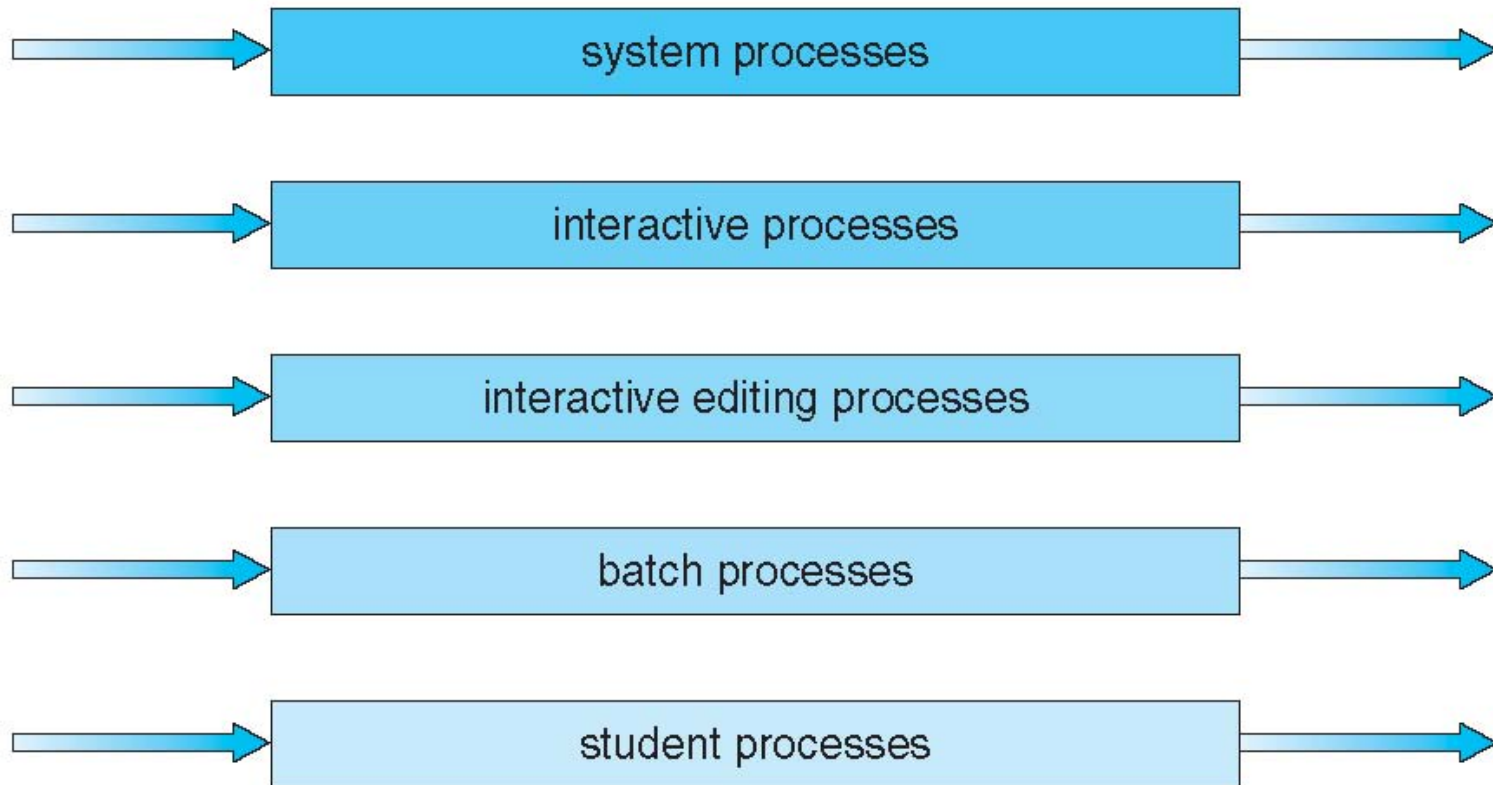 system processes
interactive processes
interactive editing processes
batch processes
student processes